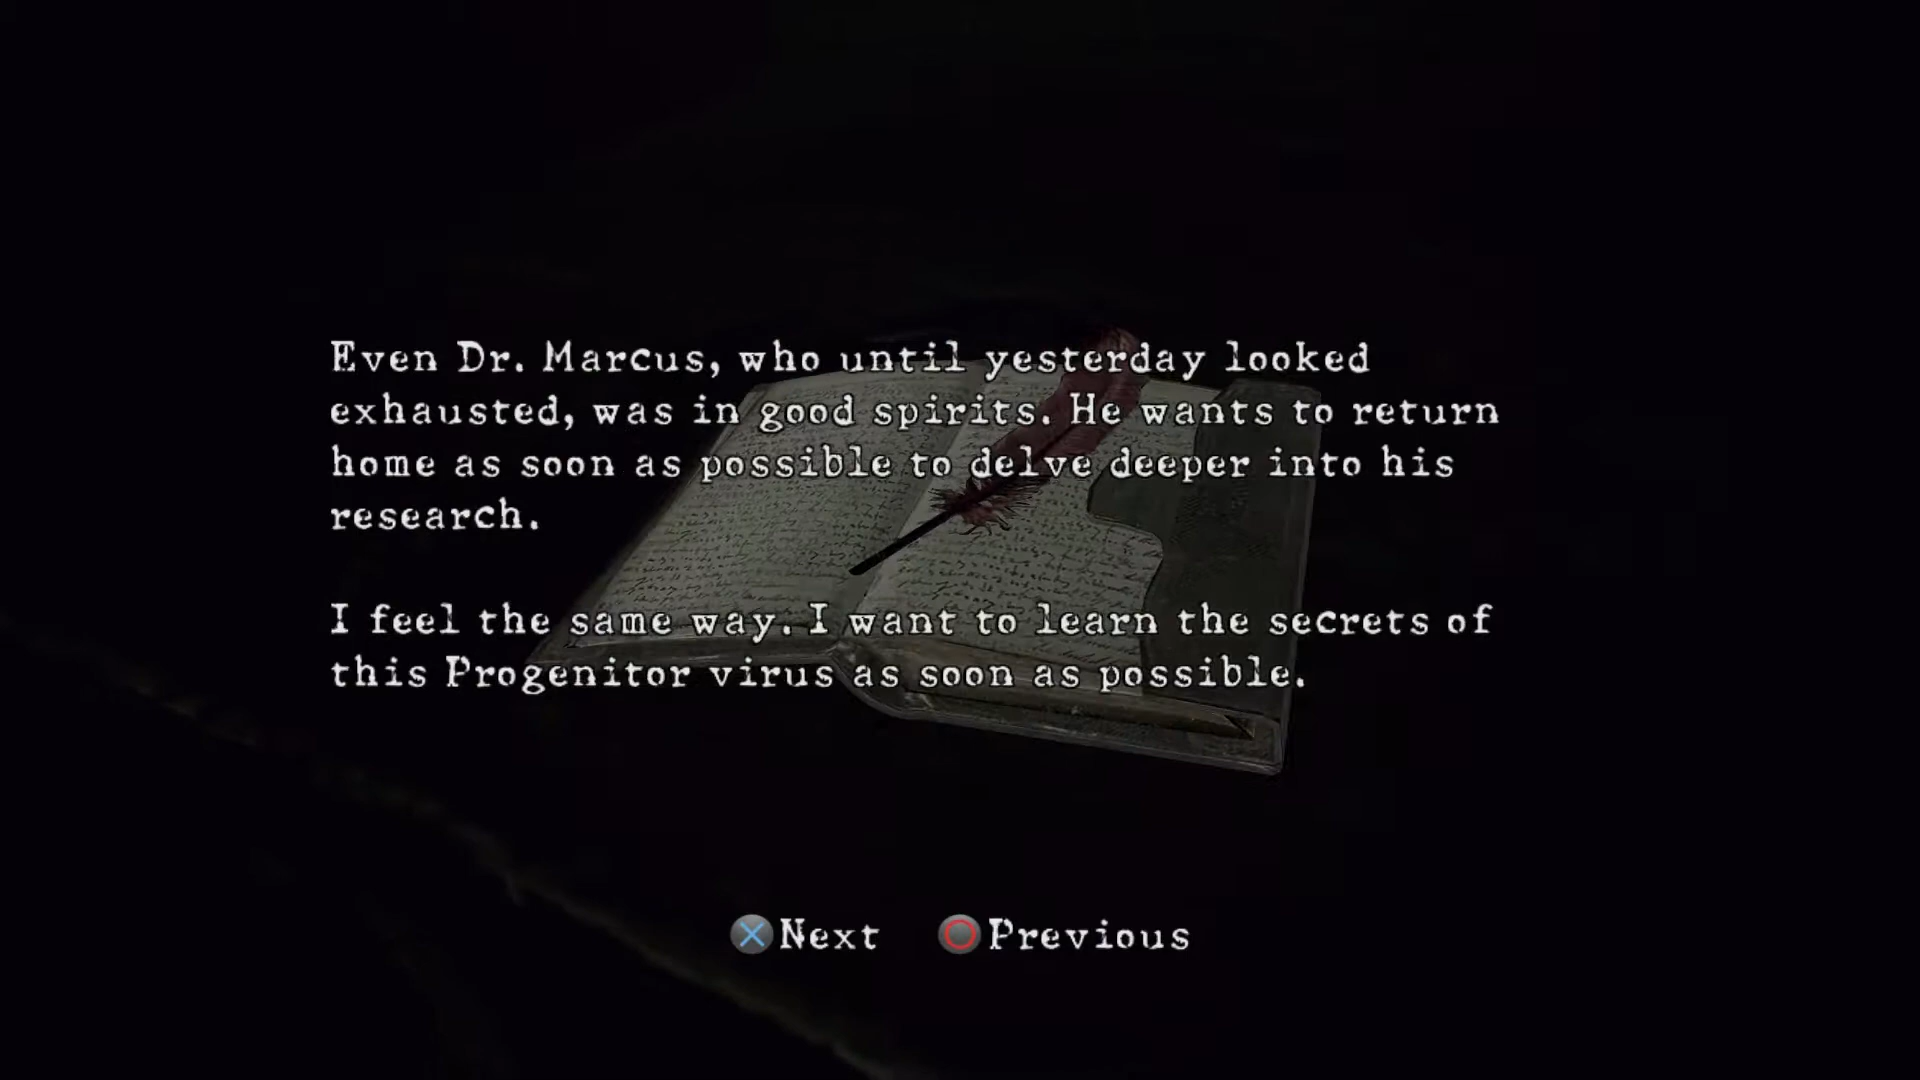 Even Dr. Marcus, who until yesterday looked
exhausted, was in good spirits. He wants to return
home as soon as possible to delve deeper into his
research.
I feel the same way. I want to learn the secrets of
this Progenitor virus as soon as possible.
Next Previous